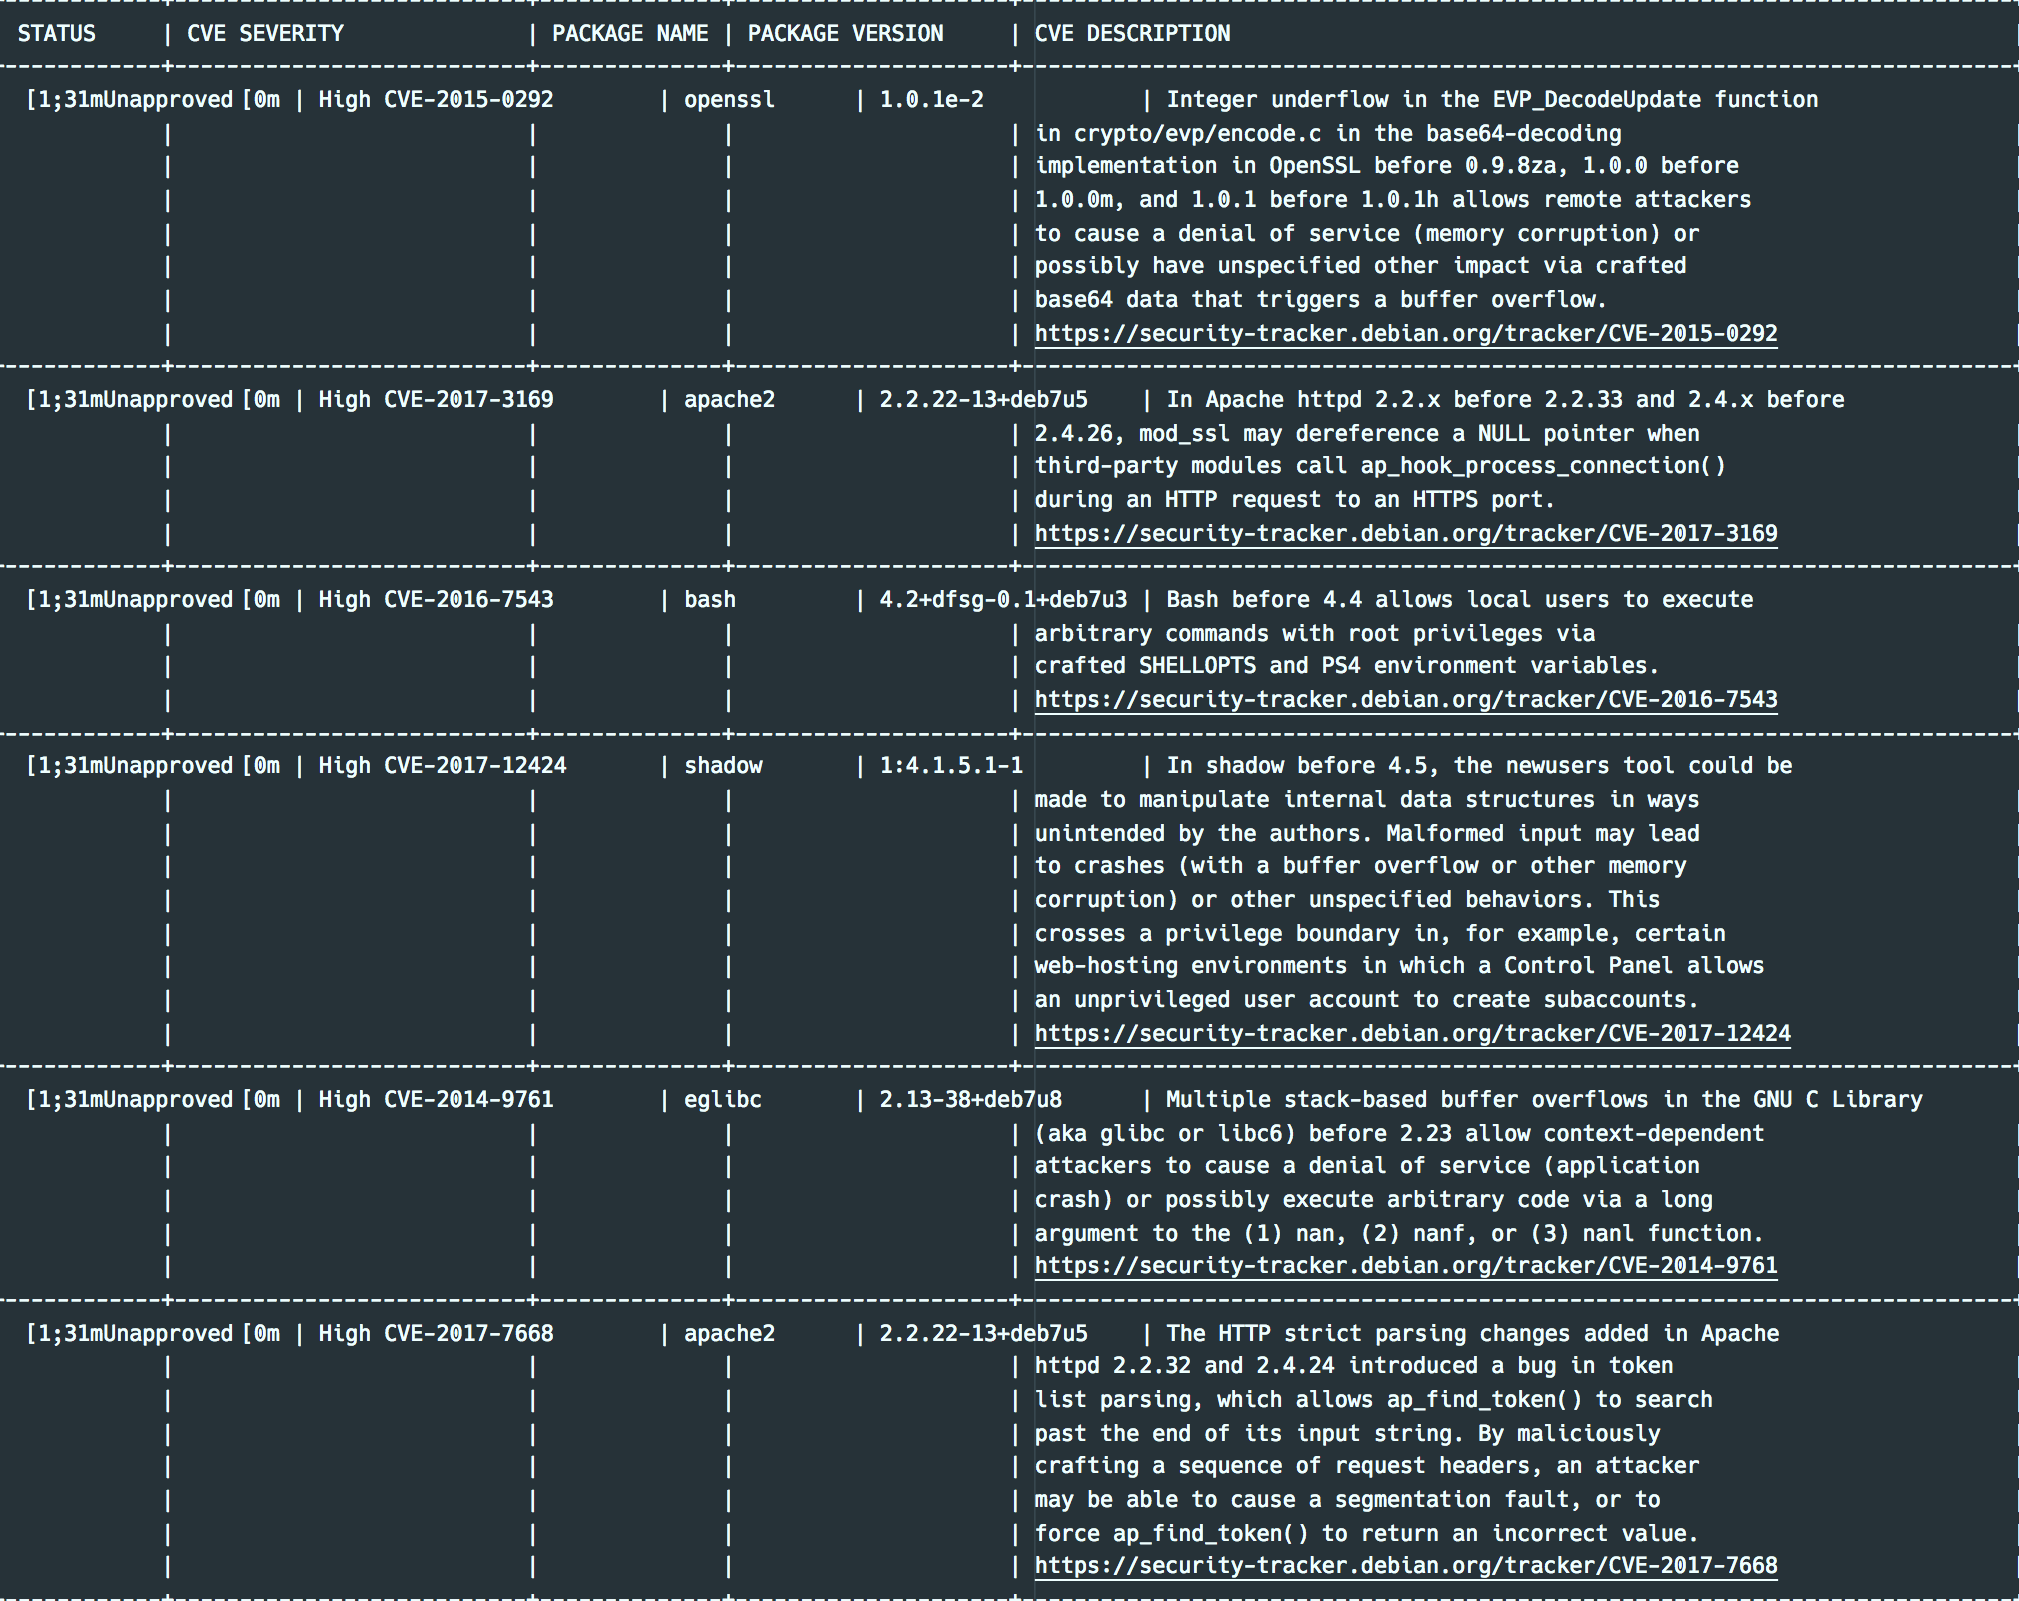 STATUS | CVE SEVERITY | PACKAGE NAME | PACKAGE VERSION | CVE DESCRIPTION
[1;31mUnapproved [0m | High CVE-2015-0292 | openssl | 1.0.1e-2 | Integer underflow in the EVP_DecodeUpdate function
| | | | in crypto/evp/encode.c in the base64-decoding
| | | | implementation in OpenSSL before 0.9.8za, 1.0.0 before
| | | | 1.0.0m, and 1.0.1 before 1.0.1h allows remote attackers
| | | | to cause a denial of service (memory corruption) or
| | | | possibly have unspecified other impact via crafted
| | | | base64 data that triggers a buffer overflow.
| | | | https://security-tracker.debian.org/tracker/CVE-2015-0292
[1;31mUnapproved [0m | High CVE-2017-3169 | apache2 | 2.2.22-13+deb7u5 | In Apache httpd 2.2.x before 2.2.33 and 2.4.x before
| | | | 2.4.26, mod_ssl may dereference a NULL pointer when
| | | | third-party modules call ap_hook_process_connection()
| | | | during an HTTP request to an HTTPS port.
| | | | https://security-tracker.debian.org/tracker/CVE-2017-3169
[1;31mUnapproved [0m | High CVE-2016-7543 | bash | 4.2+dfsg-0.1+deb7u3 | Bash before 4.4 allows local users to execute
| | | | arbitrary commands with root privileges via
| | | | crafted SHELLOPTS and PS4 environment variables.
| | | | https://security-tracker.debian.org/tracker/CVE-2016-7543
[1;31mUnapproved [0m | High CVE-2017-12424 | shadow | 1:4.1.5.1-1 | In shadow before 4.5, the newusers tool could be
| | | | made to manipulate internal data structures in ways
| | | | unintended by the authors. Malformed input may lead
| | | | to crashes (with a buffer overflow or other memory
| | | | corruption) or other unspecified behaviors. This
| | | | crosses a privilege boundary in, for example, certain
| | | | web-hosting environments in which a Control Panel allows
| | | | an unprivileged user account to create subaccounts.
| | | | https://security-tracker.debian.org/tracker/CVE-2017-12424
[1;31mUnapproved [0m | High CVE-2014-9761 | eglibc | 2.13-38+deb7u8 | Multiple stack-based buffer overflows in the GNU C Library
| | | | (aka glibc or libc6) before 2.23 allow context-dependent
| | | | attackers to cause a denial of service (application
| | | | crash) or possibly execute arbitrary code via a long
| | | | argument to the (1) nan, (2) nanf, or (3) nanl function.
| | | | https://security-tracker.debian.org/tracker/CVE-2014-9761
[1;31mUnapproved [0m | High CVE-2017-7668 | apache2 | 2.2.22-13+deb7u5 | The HTTP strict parsing changes added in Apache
| | | | httpd 2.2.32 and 2.4.24 introduced a bug in token
| | | | list parsing, which allows ap_find_token() to search
| | | | past the end of its input string. By maliciously
| | | | crafting a sequence of request headers, an attacker
| | | | may be able to cause a segmentation fault, or to
| | | | force ap_find_token() to return an incorrect value.
| | | | https://security-tracker.debian.org/tracker/CVE-2017-7668